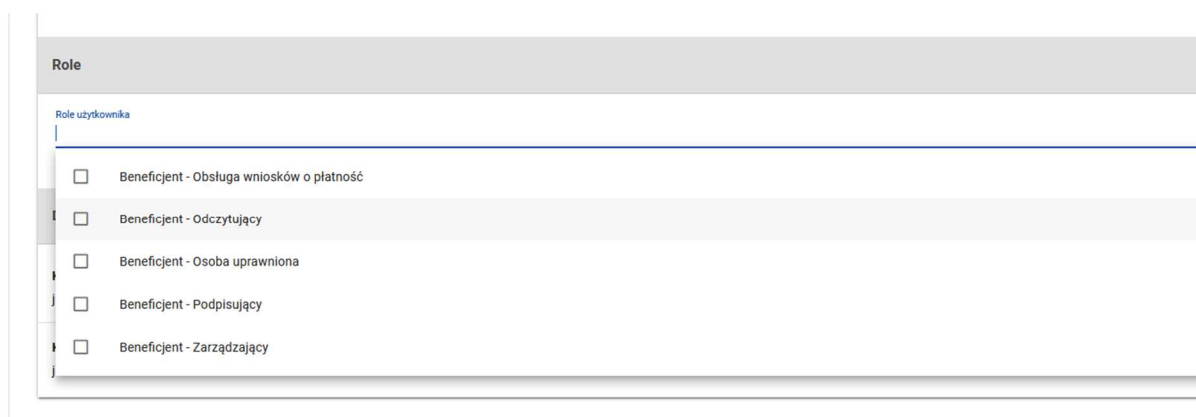 Role
Role użytkownika
Beneficjent - Obsługa wniosków o płatność
Beneficjent - Odczytujący
Beneficjent - Osoba uprawniona
Beneficjent - Podpisujący
Beneficjent - Zarządzający